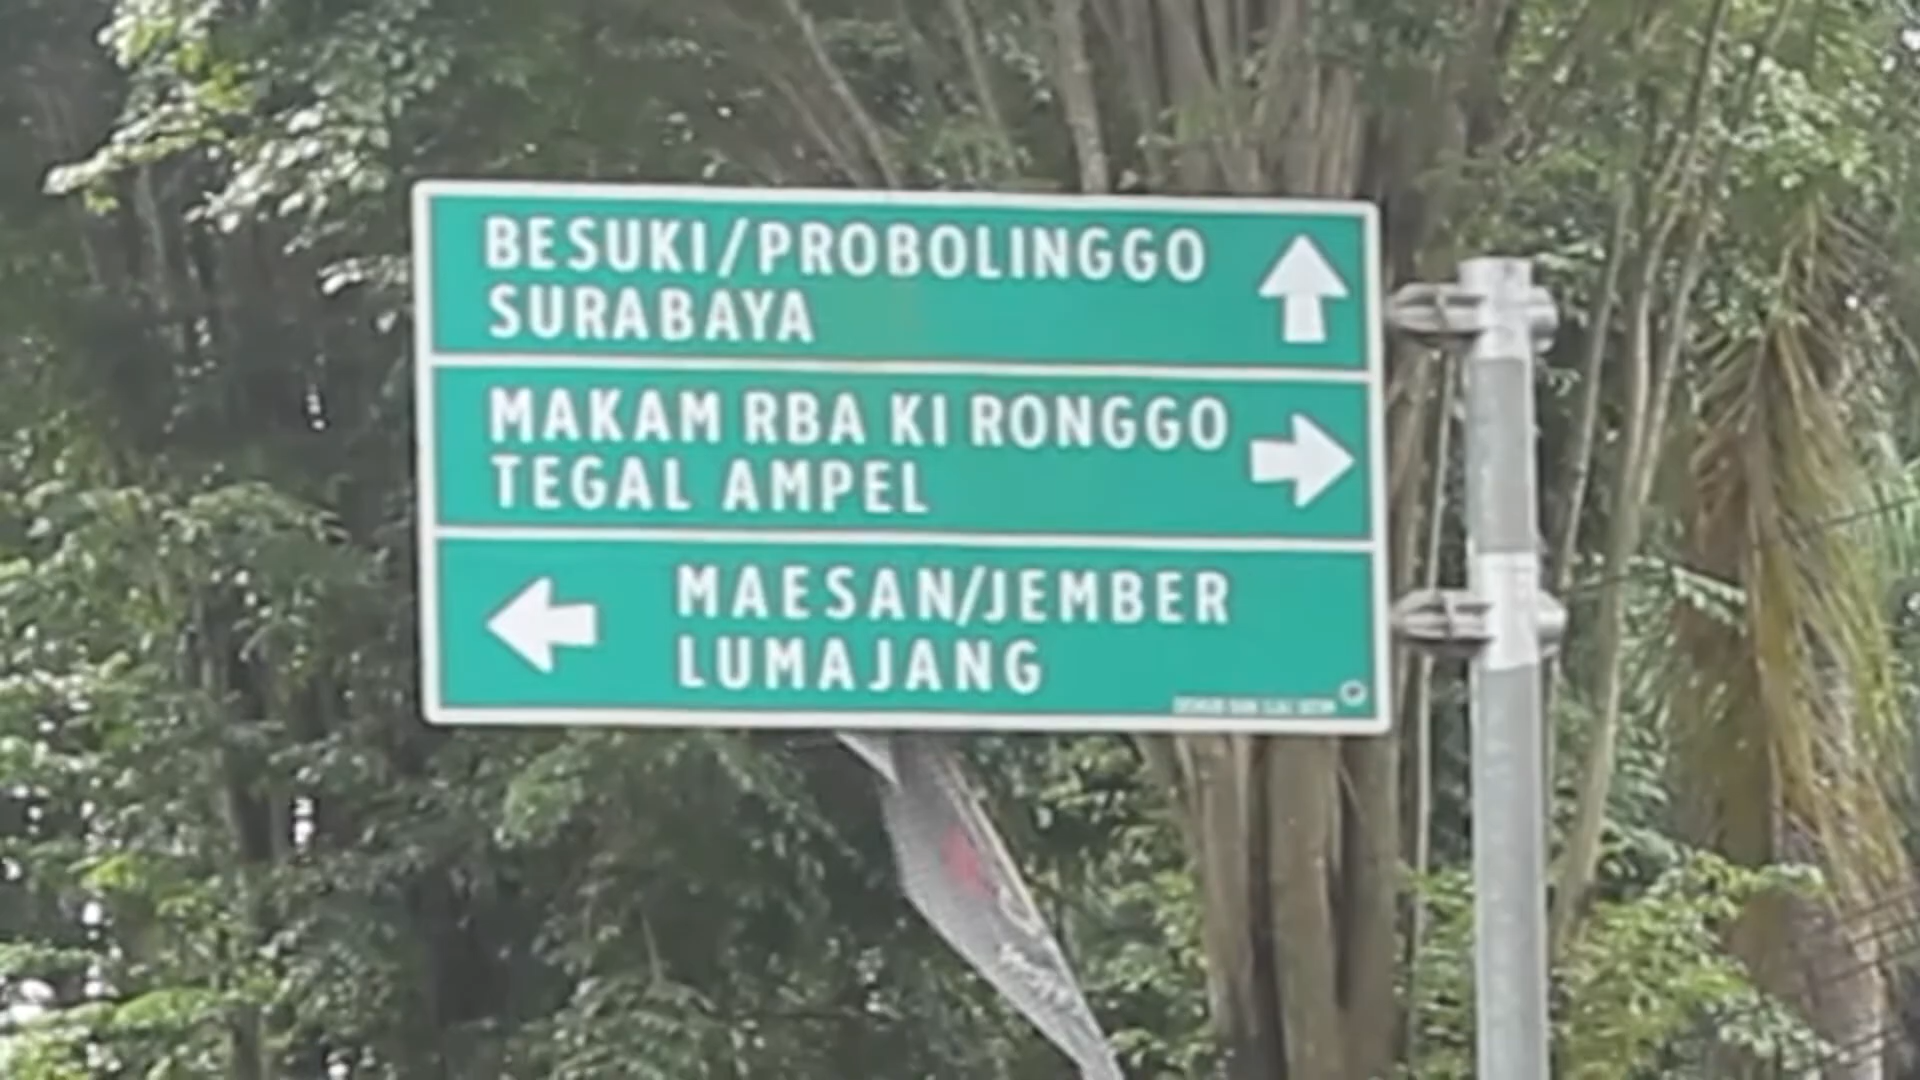 BESUKI/PROBOLINGGO
SURABAYA
MAKAM RBA KI RONGGO
TEGAL AMPEL
MAESAN/JEMBER
LUMAJANG